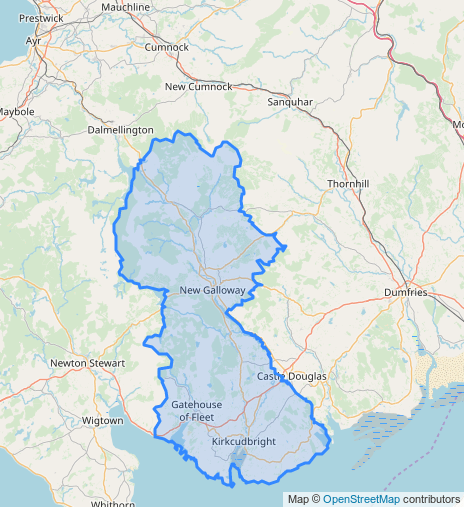 Mauchline
Prestwick
Ayr
Cumnock
New Cumnock
Sanquhar
Maybole
Dalmellington
Thornhill
New Galloway
Dumfries
Newton Stewart
Castle Douglas
Gatehouse
of Fleet
Wigtown
Kirkcudbright
Whithorn
Map © OpenStreetMap contributors